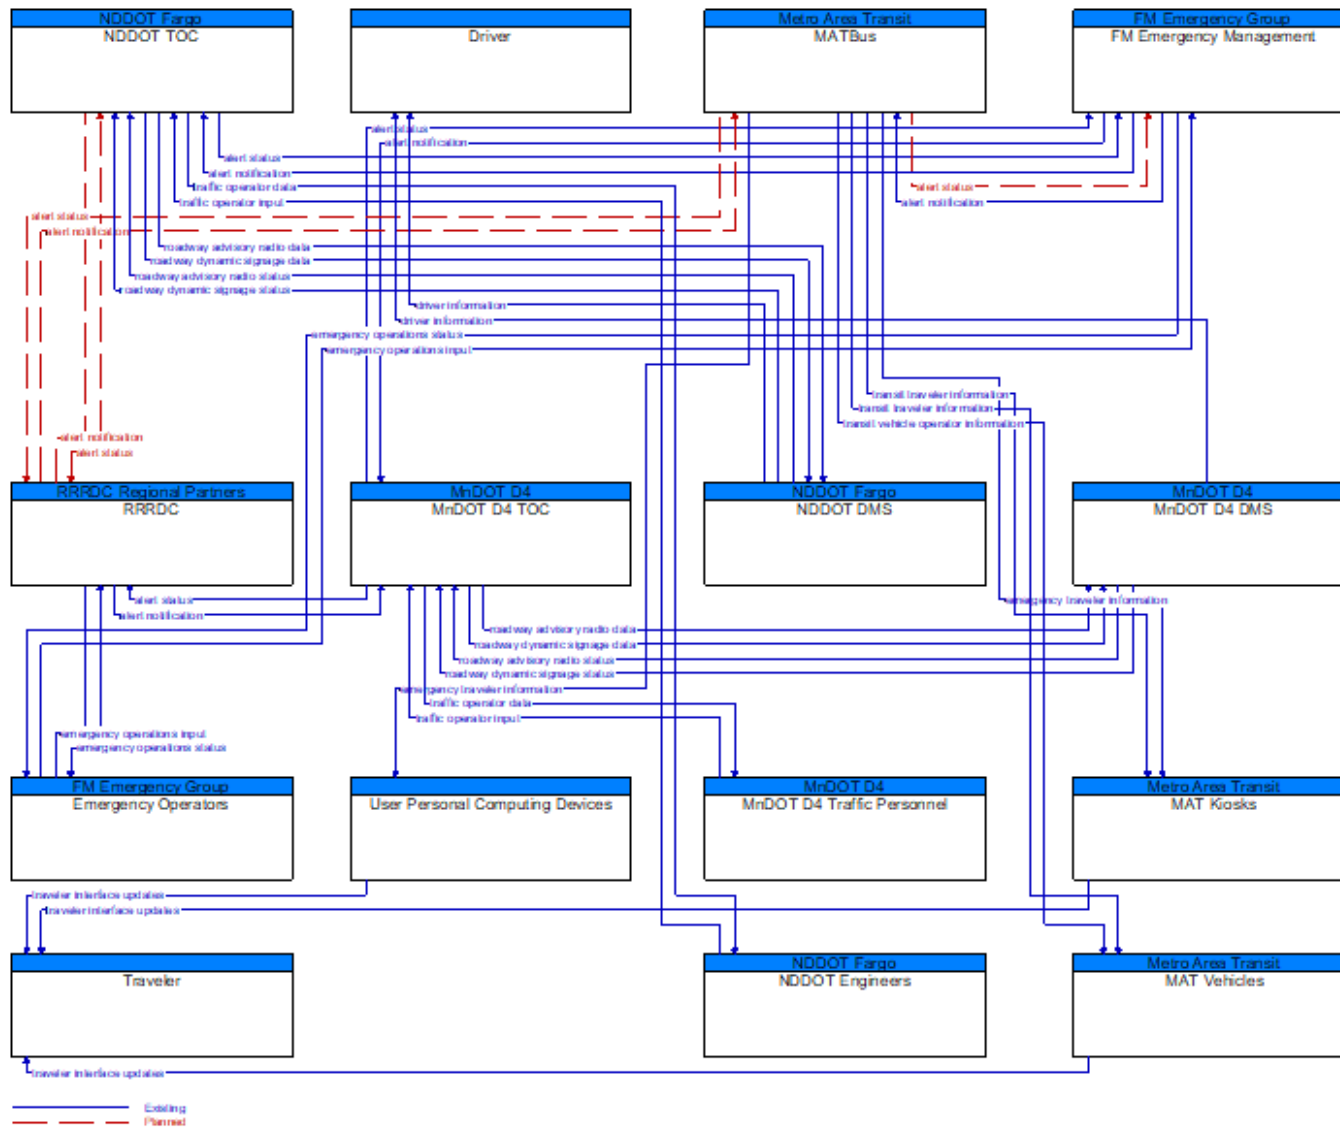 NDDOT Fargo
NDDOT TOC
Driver
Metro Area Transit
MATBus
FM Emergency Group
FM Emergency Management
alert status
alert notification
alert status
alert notification
traffic operator data
alert status
traffic operator input
alert notification
alert status
alert notification
roadway advisory radio data
roadway dynamic signage data
roadway advisory radio status
roadway dynamic signage status
driver information
driver information
emergency operations status
emergency operations input
transit traveler information
transit traveler information
transit vehicle operator information
alert notification
alert status
RRRDC Regional Partners
RRRDC
MnDOT D4
MnDOT D4 TOC
NDDOT Fargo
NDDOT DMS
MnDOT D4
MnDOT D4 DMS
alert status
emergency traveler information
alert notification
roadway advisory radio data
roadway dynamic signage data
roadway advisory radio status
roadway dynamic signage status
emergency traveler information
traffic operator data
traffic operator input
emergency operations input
emergency operations status
FM Emergency Group
Emergency Operators
User Personal Computing Devices
MnDOT D4
MnDOT D4 Traffic Personnel
Metro Area Transit
MAT Kiosks
traveler interface updates
traveler interface updates
Traveler
NDDOT Fargo
NDDOT Engineers
Metro Area Transit
MAT Vehicles
traveler interface updates
Existing
Planned